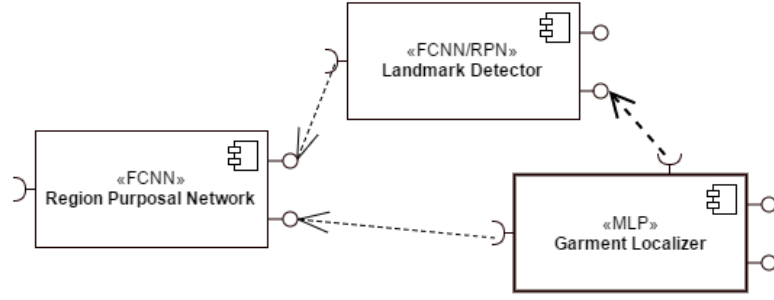 «FCNN/RPN»
Landmark Detector
«FCNN»
Region Purposal Network
«MLP»
Garment Localizer